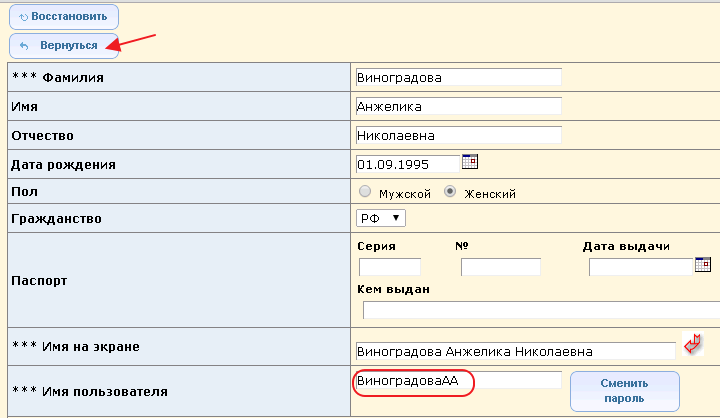 Восстановить
Вернуться
*** Фамилия Виноградова
Имя Анжелика
Отчество Николаевна
Дата рождения 01.09.1995
Пол Мужской Женский
Гражданство РФ
Серия № Дата выдачи
Паспорт
Кем выдан
*** Имя на экране Виноградова Анжелика Николаевна
*** Имя пользователя ВиноградоваАА Сменить
пароль